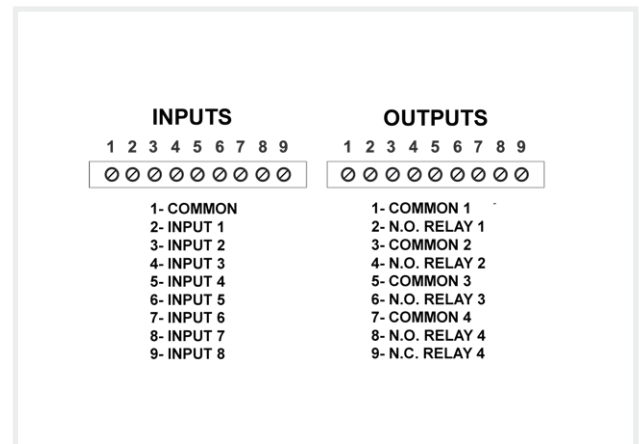 INPUTS
1 2 3 4 5 6 7 8 9
1- COMMON
2- INPUT 1
3- INPUT 2
4- INPUT 3
5- INPUT 4
6- INPUT 5
7- INPUT 6
8- INPUT 7
9- INPUT 8
OUTPUTS
1 2 3 4 5 6 7 8 9
1- COMMON 1
2- N.O. RELAY 1
3- COMMON 2
4- N.O. RELAY 2
5- COMMON 3
6- N.O. RELAY 3
7- COMMON 4
8- N.O. RELAY 4
9- N.C. RELAY 4